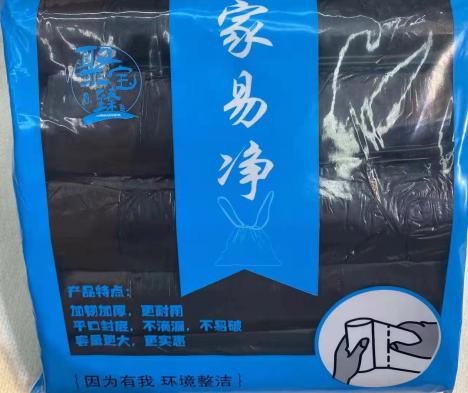 家易净
产品特点:
加韧加厚，更耐用
平口封底，不滴漏，不易破
容量更大，更实惠
{因为有我 环境整洁}